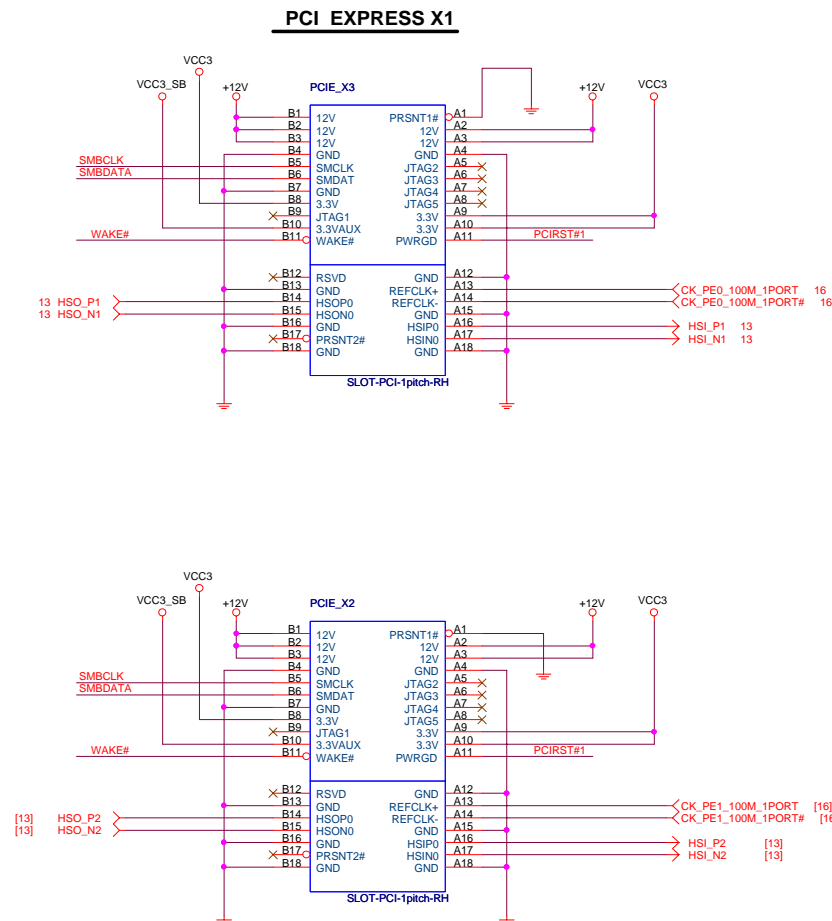 PCI EXPRESS X1
VCC3
VCC3_SB
+12V
PCIE_X3
+12V
VCC3
B1 12V PRSNT1# A1
B2 12V 12V A2
B3 12V 12V A3
B4 GND GND A4
SMBCLK B5 SMCLK JTAG2 A5
SMBDATA B6 SMDAT JTAG3 A6
B7 GND JTAG4 A7
B8 3.3V JTAG5 A8
B9 JTAG1 3.3V A9
B10 3.3VAUX 3.3V A10
WAKE# B11 WAKE# PWRGD A11 PCIRST#1
B12 RSVD GND A12
B13 GND REFCLK+ A13 CK_PE0_100M_1PORT 16
13 HSO_P1 B14 HSOP0 REFCLK- A14 CK_PE0_100M_1PORT# 16
13 HSO_N1 B15 HSON0 GND A15
B16 GND HSIP0 A16 HSI_P1 13
B17 PRSNT2# HSIN0 A17 HSI_N1 13
B18 GND GND A18
SLOT-PCI-1pitch-RH
VCC3
VCC3_SB
+12V
PCIE_X2
+12V
VCC3
B1 12V PRSNT1# A1
B2 12V 12V A2
B3 12V 12V A3
B4 GND GND A4
SMBCLK B5 SMCLK JTAG2 A5
SMBDATA B6 SMDAT JTAG3 A6
B7 GND JTAG4 A7
B8 3.3V JTAG5 A8
B9 JTAG1 3.3V A9
B10 3.3VAUX 3.3V A10
WAKE# B11 WAKE# PWRGD A11 PCIRST#1
B12 RSVD GND A12
B13 GND REFCLK+ A13 CK_PE1_100M_1PORT [16]
[13] HSO_P2 B14 HSOP0 REFCLK- A14 CK_PE1_100M_1PORT# [16
[13] HSO_N2 B15 HSON0 GND A15
B16 GND HSIP0 A16 HSI_P2 [13]
B17 PRSNT2# HSIN0 A17 HSI_N2 [13]
B18 GND GND A18
SLOT-PCI-1pitch-RH